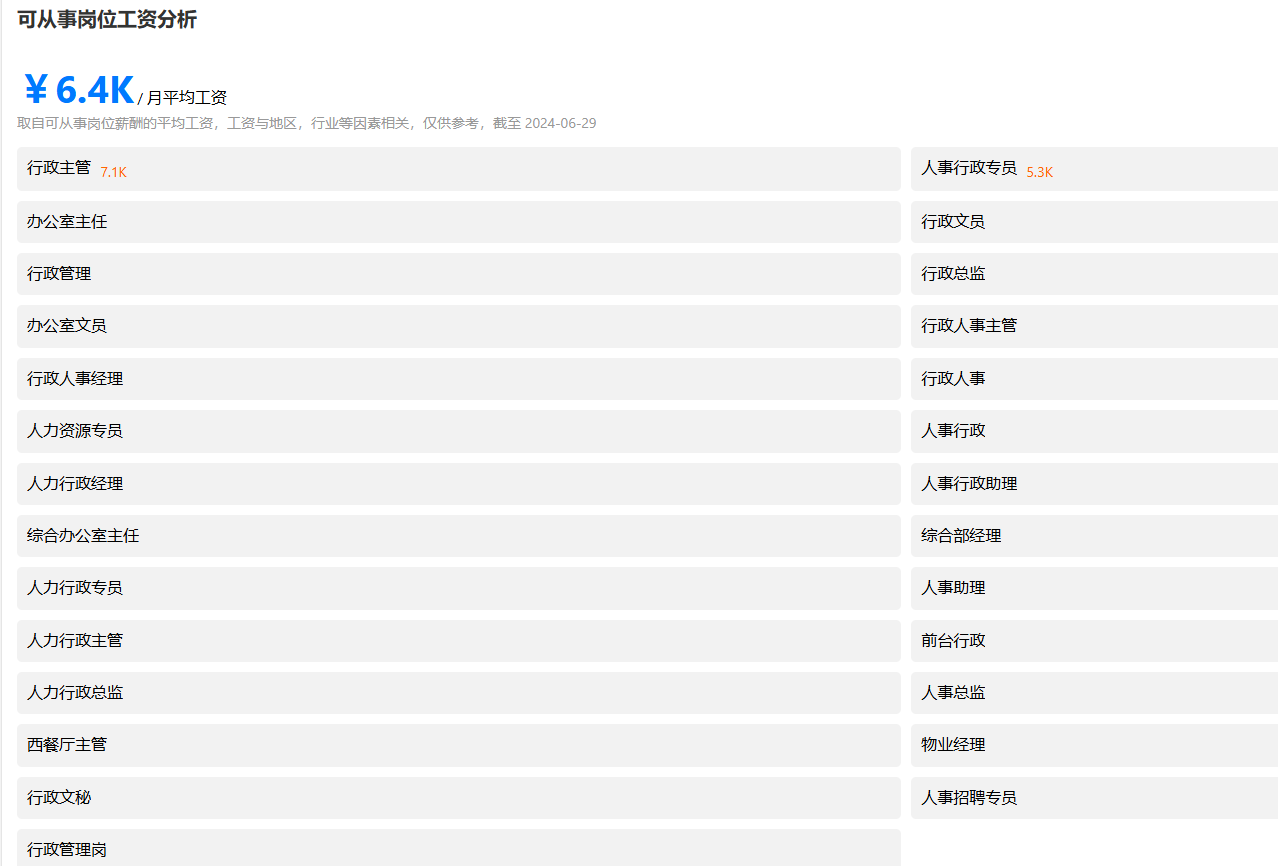 可从事岗位工资分析
￥6.4K / 月平均工资
取自可从事岗位薪酬的平均工资，工资与地区，行业等因素相关，仅供参考，截至 2024-06-29
行政主管 7.1K 人事行政专员 5.3K
办公室主任 行政文员
行政管理 行政总监
办公室文员 行政人事主管
行政人事经理 行政人事
人力资源专员 人事行政
人力行政经理 人事行政助理
综合办公室主任 综合部经理
人力行政专员 人事助理
人力行政主管 前台行政
人力行政总监 人事总监
西餐厅主管 物业经理
行政文秘 人事招聘专员
行政管理岗